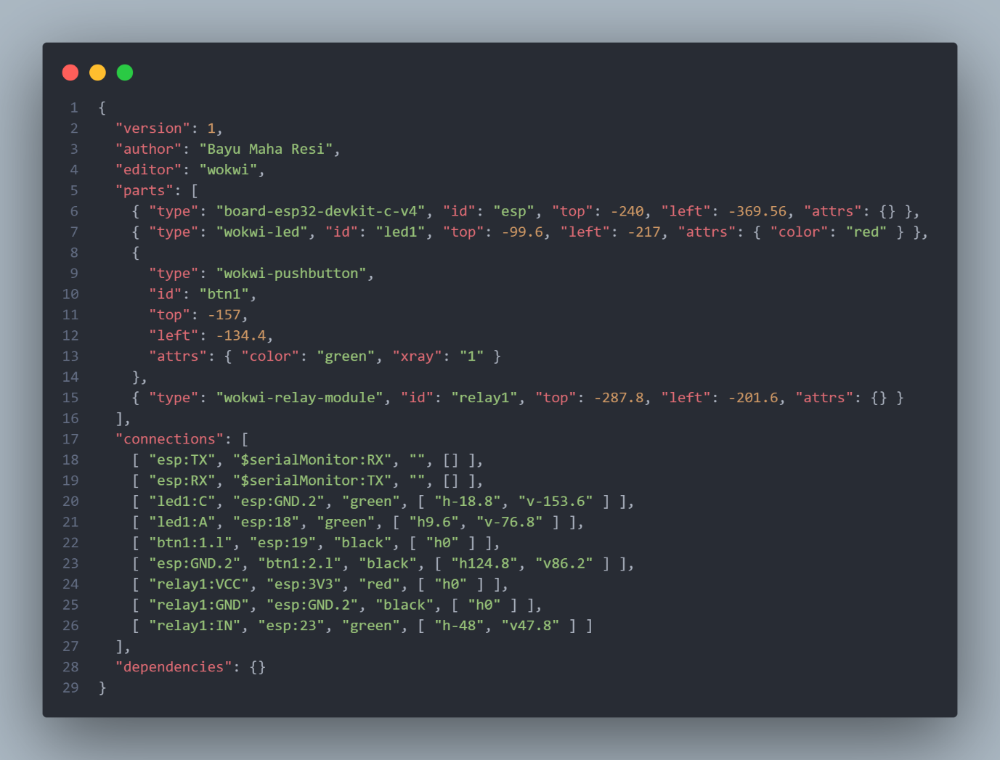 1 {
2   "version": 1,
3   "author": "Bayu Maha Resi",
4   "editor": "wokwi",
5   "parts": [
6     { "type": "board-esp32-devkit-c-v4", "id": "esp", "top": -240, "left": -369.56, "attrs": {} },
7     { "type": "wokwi-led", "id": "led1", "top": -99.6, "left": -217, "attrs": { "color": "red" } },
8     {
9       "type": "wokwi-pushbutton",
10       "id": "btn1",
11       "top": -157,
12       "left": -134.4,
13       "attrs": { "color": "green", "xray": "1" }
14     },
15     { "type": "wokwi-relay-module", "id": "relay1", "top": -287.8, "left": -201.6, "attrs": {} }
16   ],
17   "connections": [
18     [ "esp:TX", "$serialMonitor:RX", "", [] ],
19     [ "esp:RX", "$serialMonitor:TX", "", [] ],
20     [ "led1:C", "esp:GND.2", "green", [ "h-18.8", "v-153.6" ] ],
21     [ "led1:A", "esp:18", "green", [ "h9.6", "v-76.8" ] ],
22     [ "btn1:1.l", "esp:19", "black", [ "h0" ] ],
23     [ "esp:GND.2", "btn1:2.l", "black", [ "h124.8", "v86.2" ] ],
24     [ "relay1:VCC", "esp:3V3", "red", [ "h0" ] ],
25     [ "relay1:GND", "esp:GND.2", "black", [ "h0" ] ],
26     [ "relay1:IN", "esp:23", "green", [ "h-48", "v47.8" ] ]
27   ],
28   "dependencies": {}
29 }